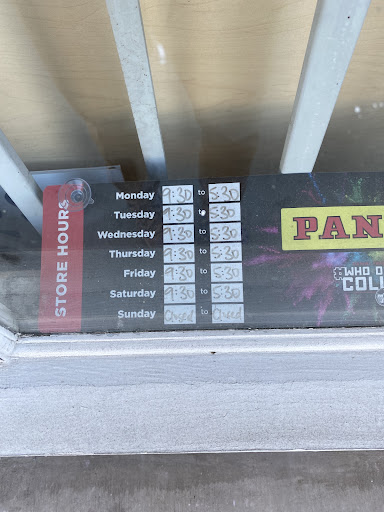 STORE HOURS
Monday 9:30 to 5:30
Tuesday 9:30 to 5:30
Wednesday 9:30 to 5:30
Thursday 9:30 to 5:30
Friday 9:30 to 5:30
Saturday 9:30 to 5:30
Sunday Closed to Closed
PAN
#WHO
COLL